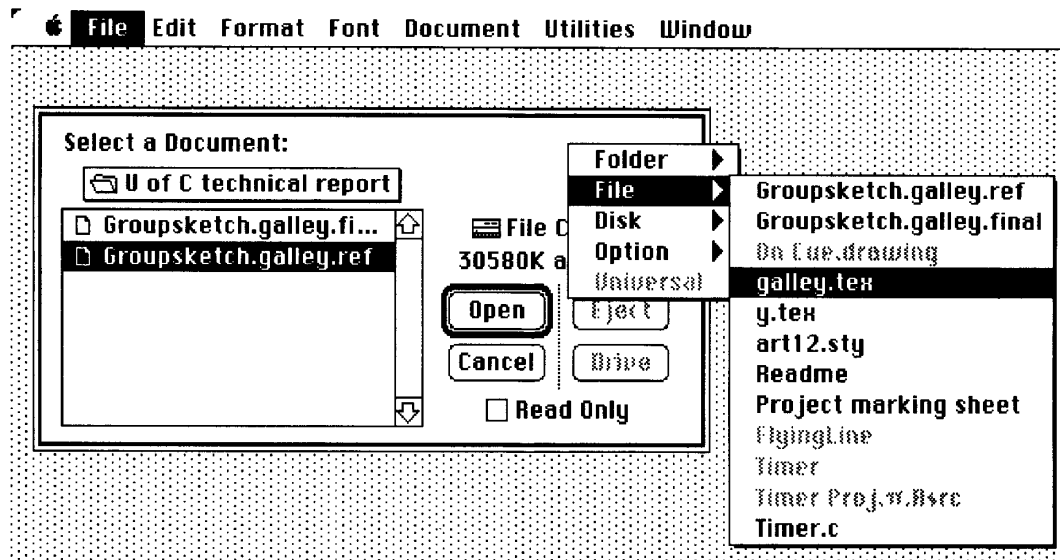 File Edit Format Font Document Utilities Window
Select a Document:
U of C technical report
Groupsketch.galley.fi...
Groupsketch.galley.ref
File C
30580K a
Open
Eject
Cancel
Drive
Read Only
Folder
File
Disk
Option
Universal
Groupsketch.galley.ref
Groupsketch.galley.final
On Cue.drawing
galley.tex
y.tex
art12.sty
Readme
Project marking sheet
FlyingLine
Timer
Timer Proj.π.Rsrc
Timer.c